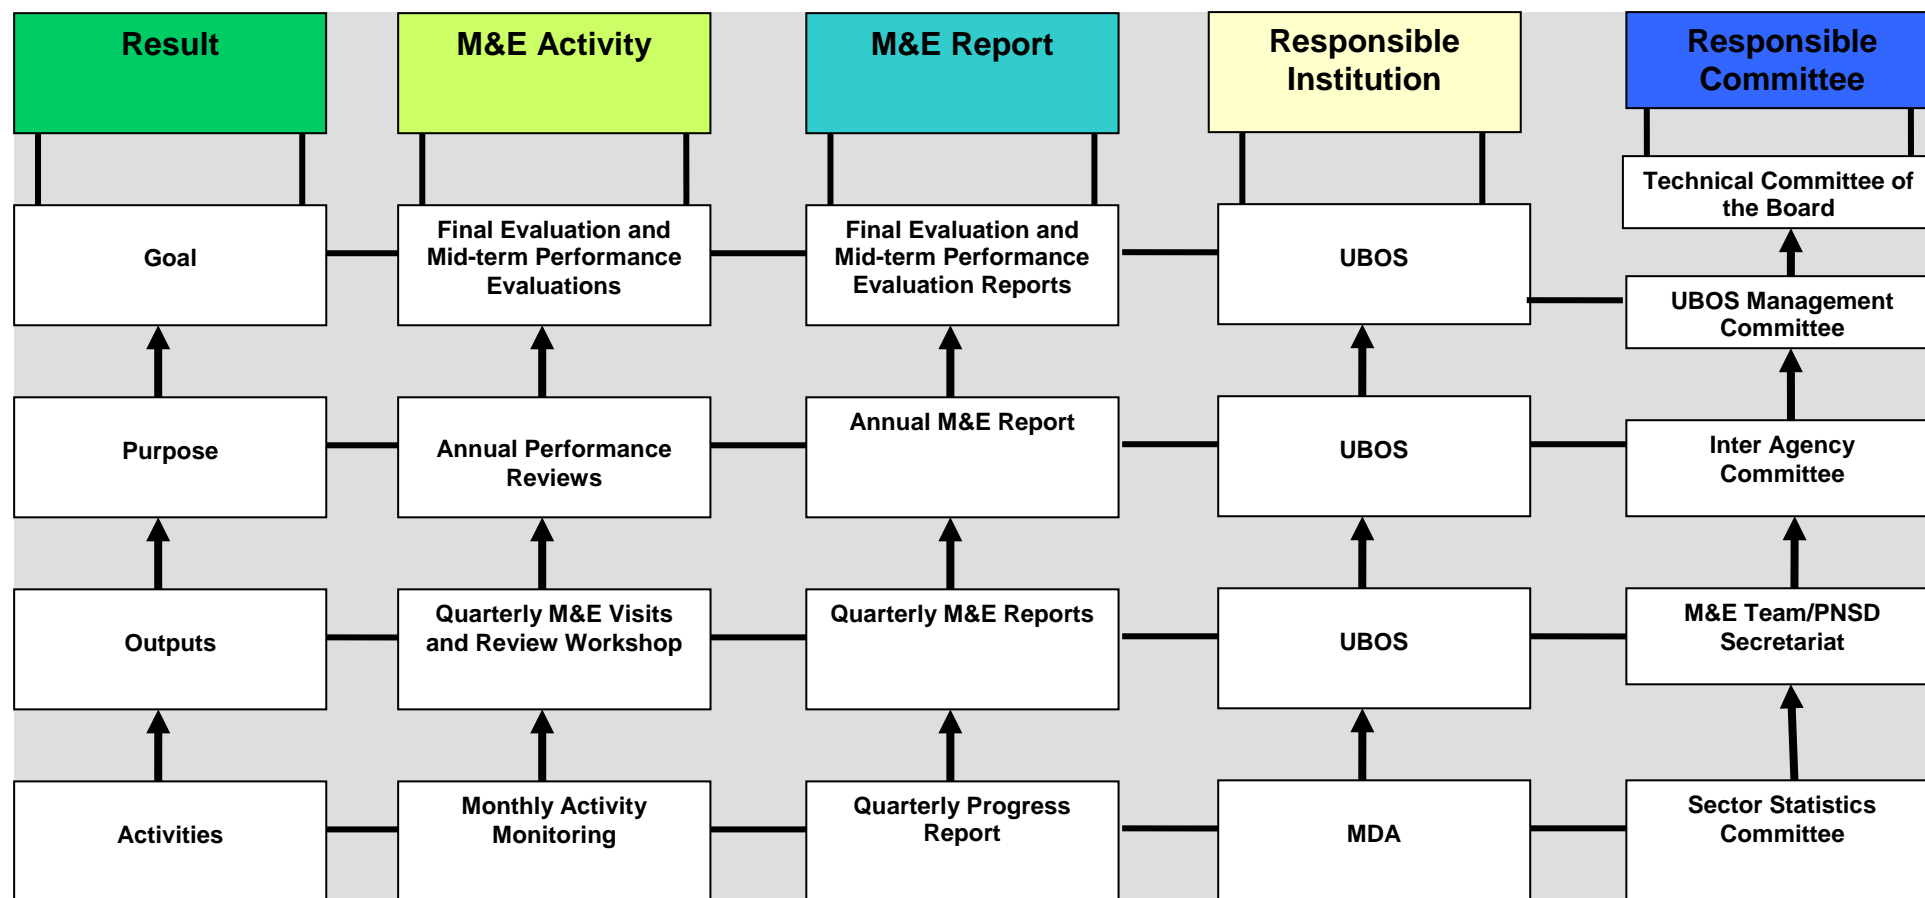 Result
M&E Activity
M&E Report
Responsible
Institution
Responsible
Committee
Technical Committee of
the Board
Goal
Final Evaluation and
Mid-term Performance
Evaluations
Final Evaluation and
Mid-term Performance
Evaluation Reports
UBOS
UBOS Management
Committee
Purpose
Annual Performance
Reviews
Annual M&E Report
UBOS
Inter Agency
Committee
Outputs
Quarterly M&E Visits
and Review Workshop
Quarterly M&E Reports
UBOS
M&E Team/PNSD
Secretariat
Activities
Monthly Activity
Monitoring
Quarterly Progress
Report
MDA
Sector Statistics
Committee